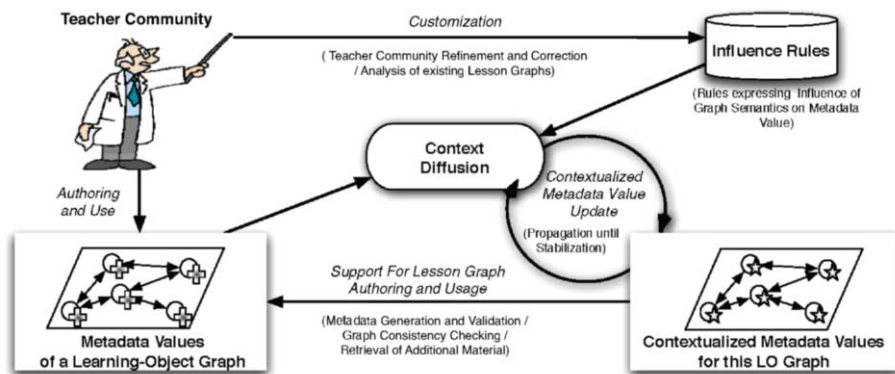 Teacher Community
Customization
( Teacher Community Refinement and Correction
/ Analysis of existing Lesson Graphs)
Influence Rules
(Rules expressing Influence of
Graph Semantics on Metadata
Value)
Context
Diffusion
Contextualized
Metadata Value
Update
(Propagation until
Stabilization)
Authoring
and Use
Support For Lesson Graph
Authoring and Usage
(Metadata Generation and Validation /
Graph Consistency Checking /
Retrieval of Additional Material)
Metadata Values
of a Learning-Object Graph
Contextualized Metadata Values
for this LO Graph